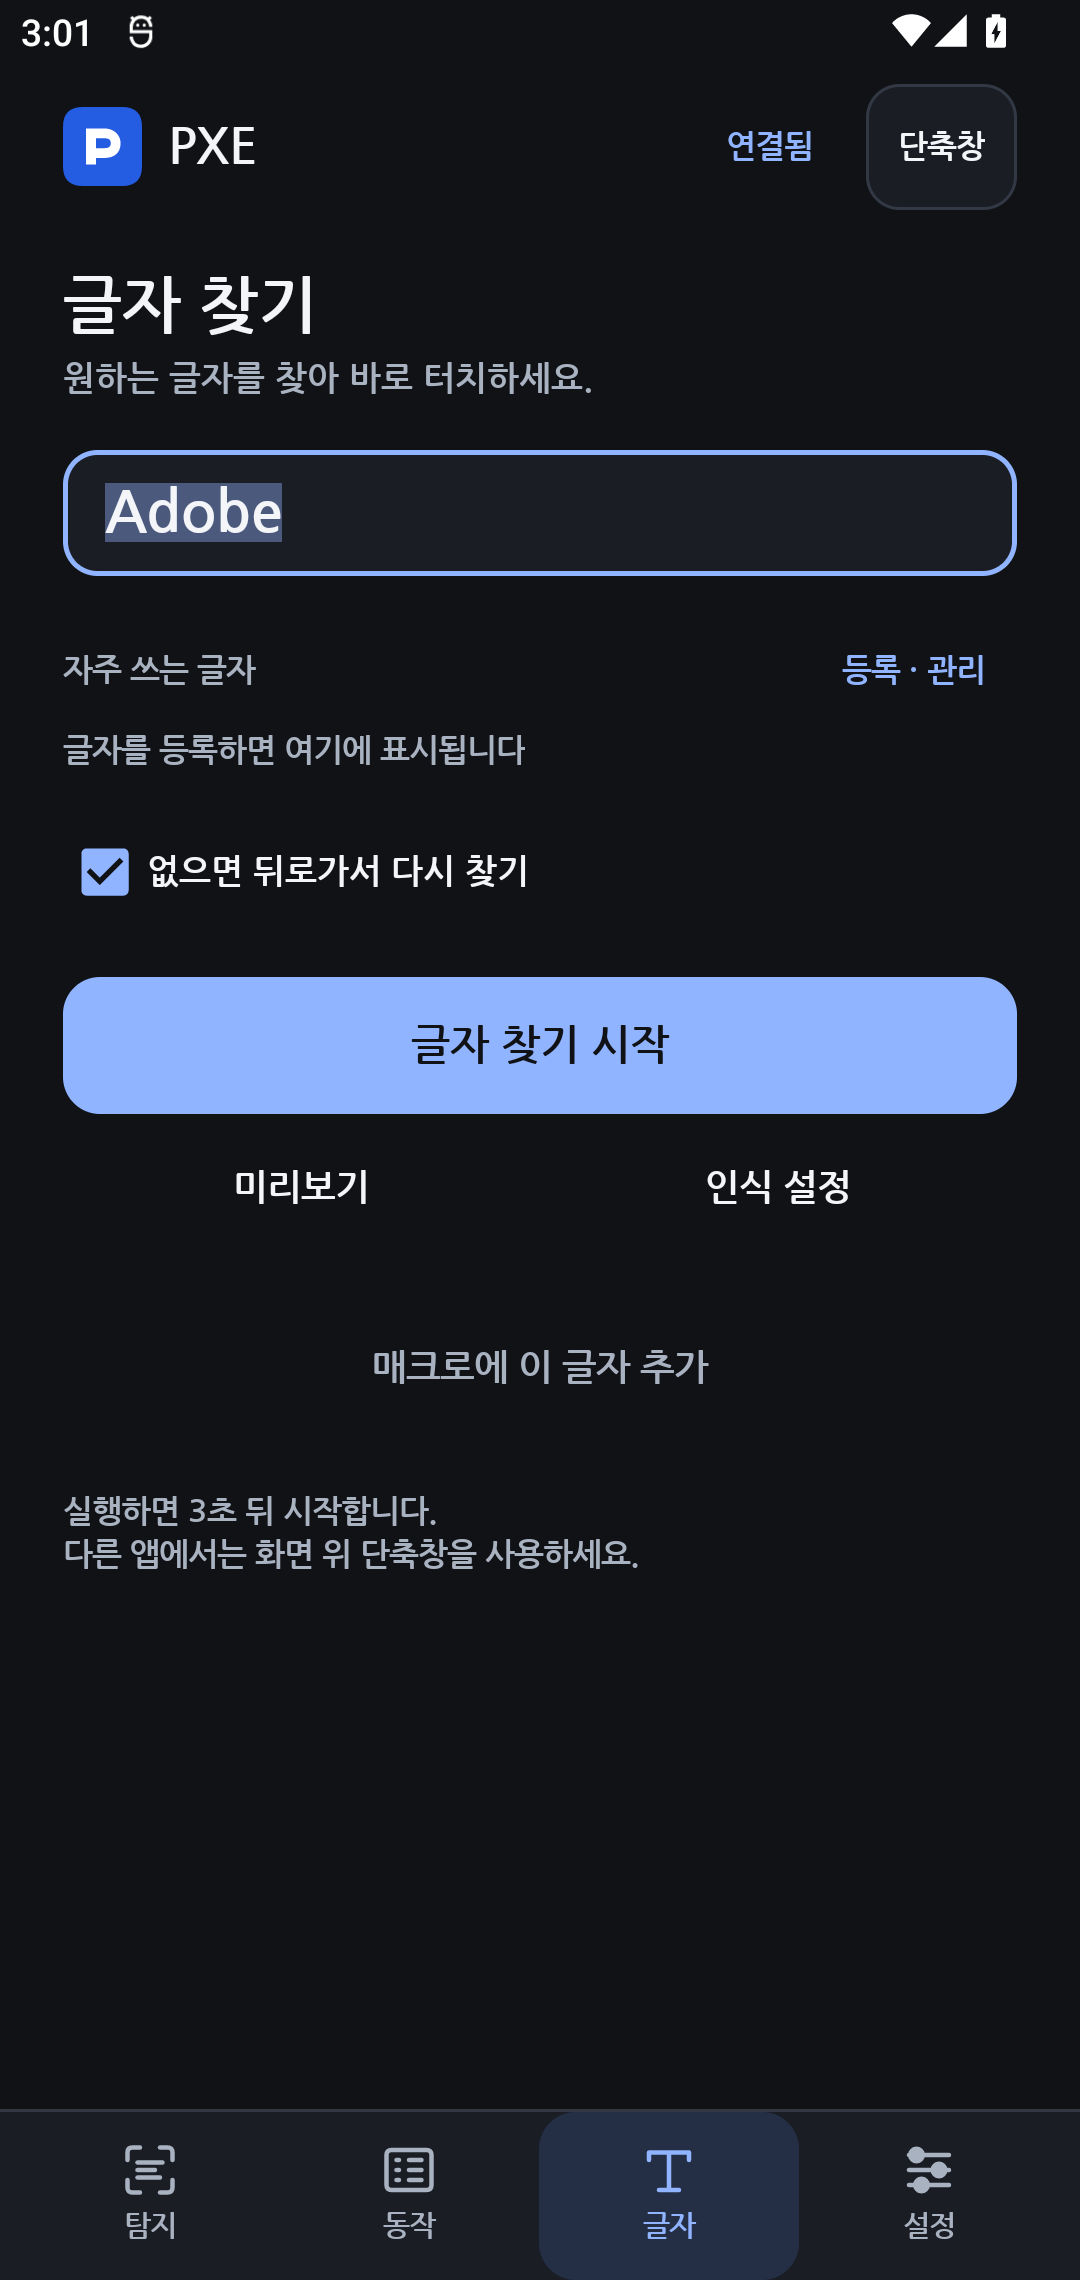 3:01
P PXE
연결됨
단축창
글자 찾기
원하는 글자를 찾아 바로 터치하세요.
Adobe
자주 쓰는 글자
등록 · 관리
글자를 등록하면 여기에 표시됩니다
없으면 뒤로가서 다시 찾기
글자 찾기 시작
미리보기
인식 설정
매크로에 이 글자 추가
실행하면 3초 뒤 시작합니다.
다른 앱에서는 화면 위 단축창을 사용하세요.
탐지
동작
글자
설정